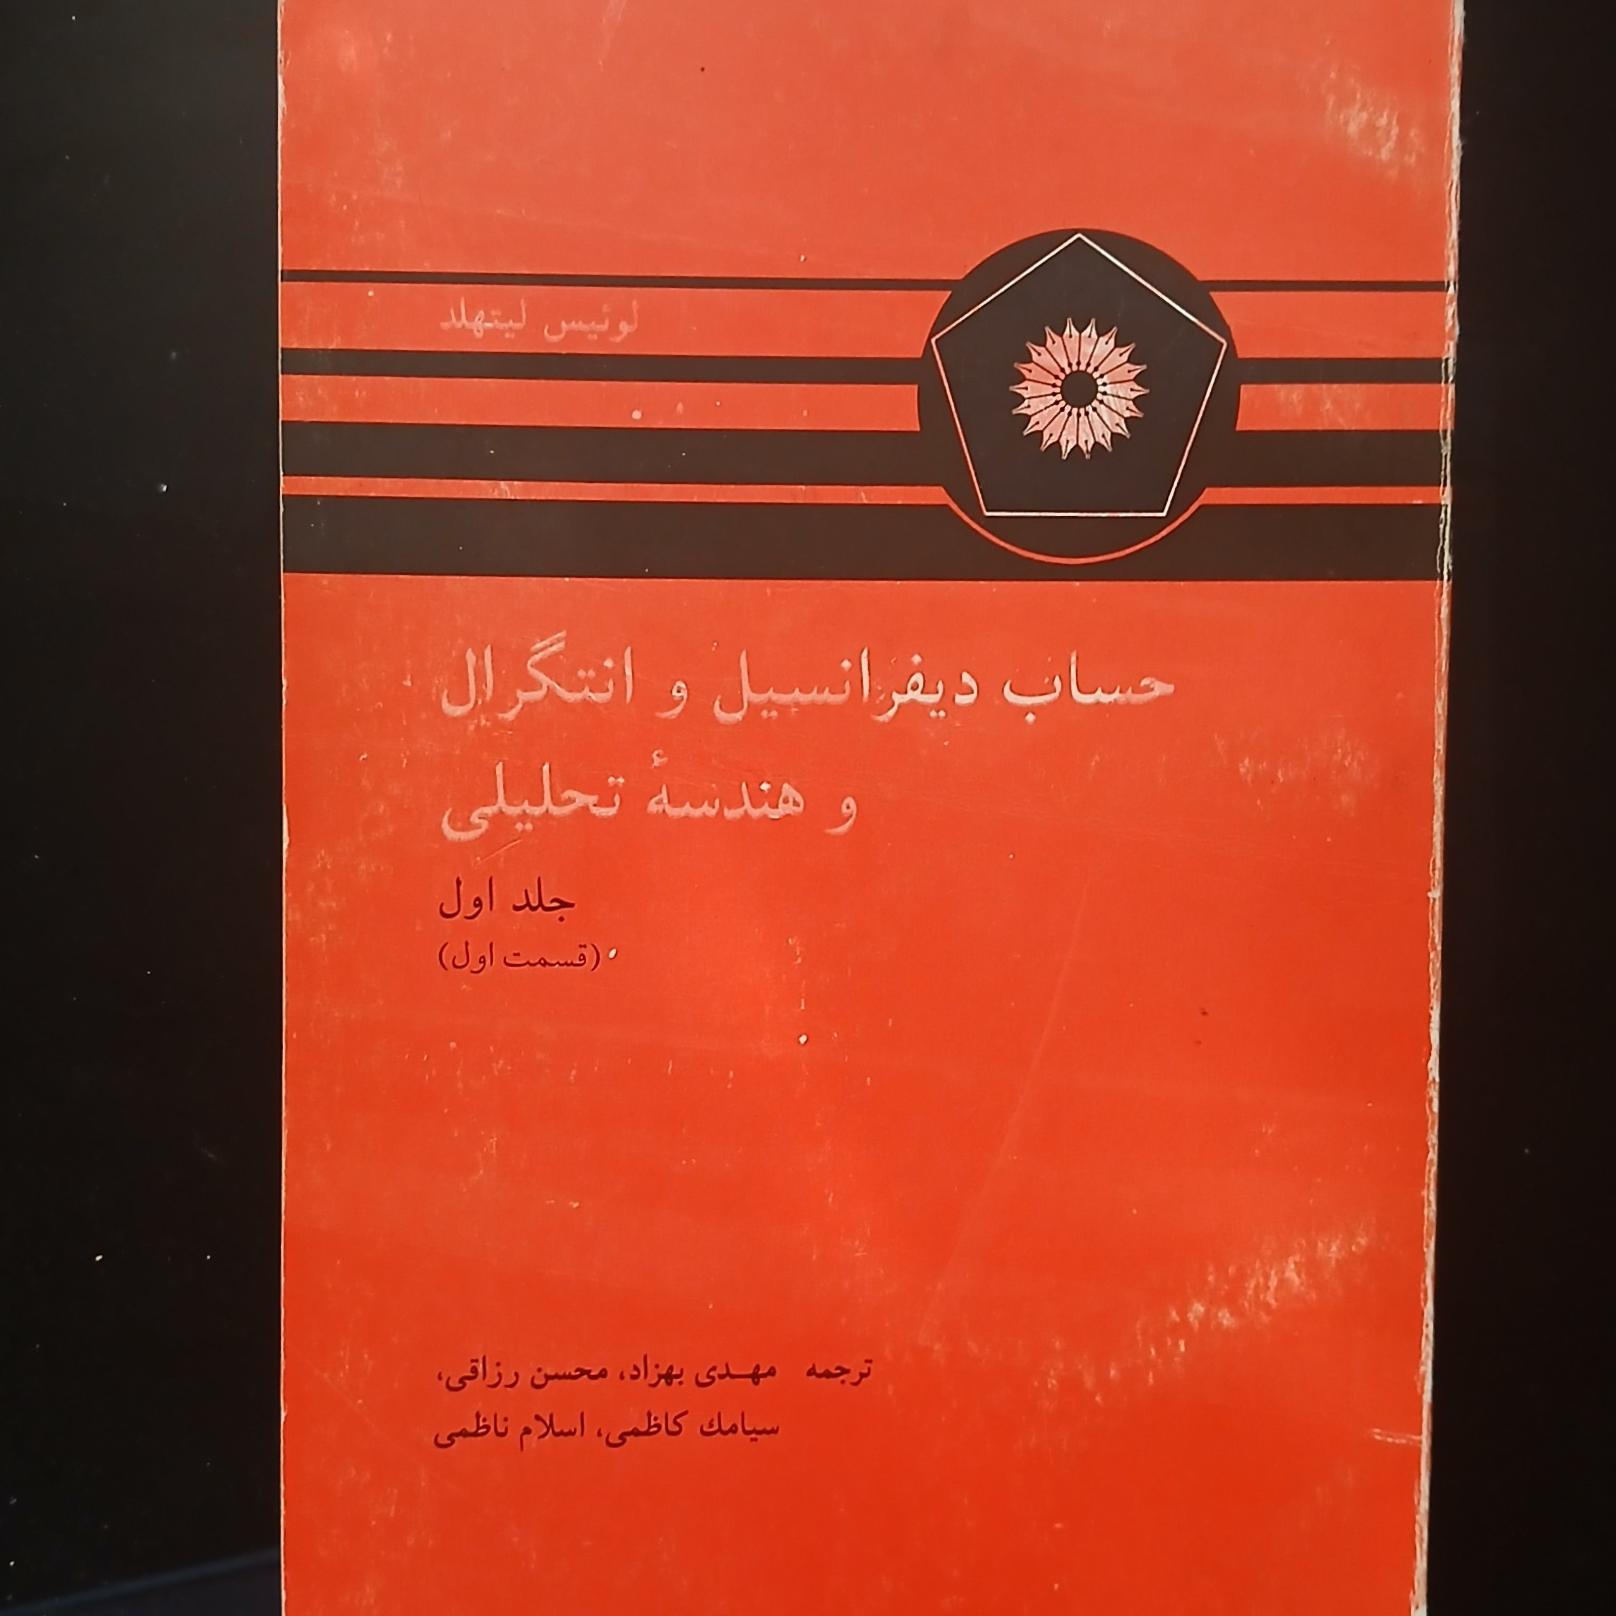 لوئیس لیتهلد
حساب دیفرانسیل و انتگرال
و هندسهٔ تحلیلی
جلد اول
(قسمت اول)
ترجمه مهدی بهزاد، محسن رزاقی،
سیامك کاظمی، اسلام ناظمی